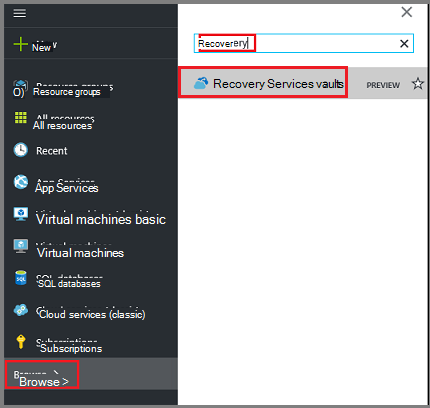 New
Recoverery
Recovery Services vaults
PREVIEW
Resource groups
All resources
Recent
App Services
Virtual machines basic
Virtual machines
SQL databases
Cloud services (classic)
Subscriptions
Browse >